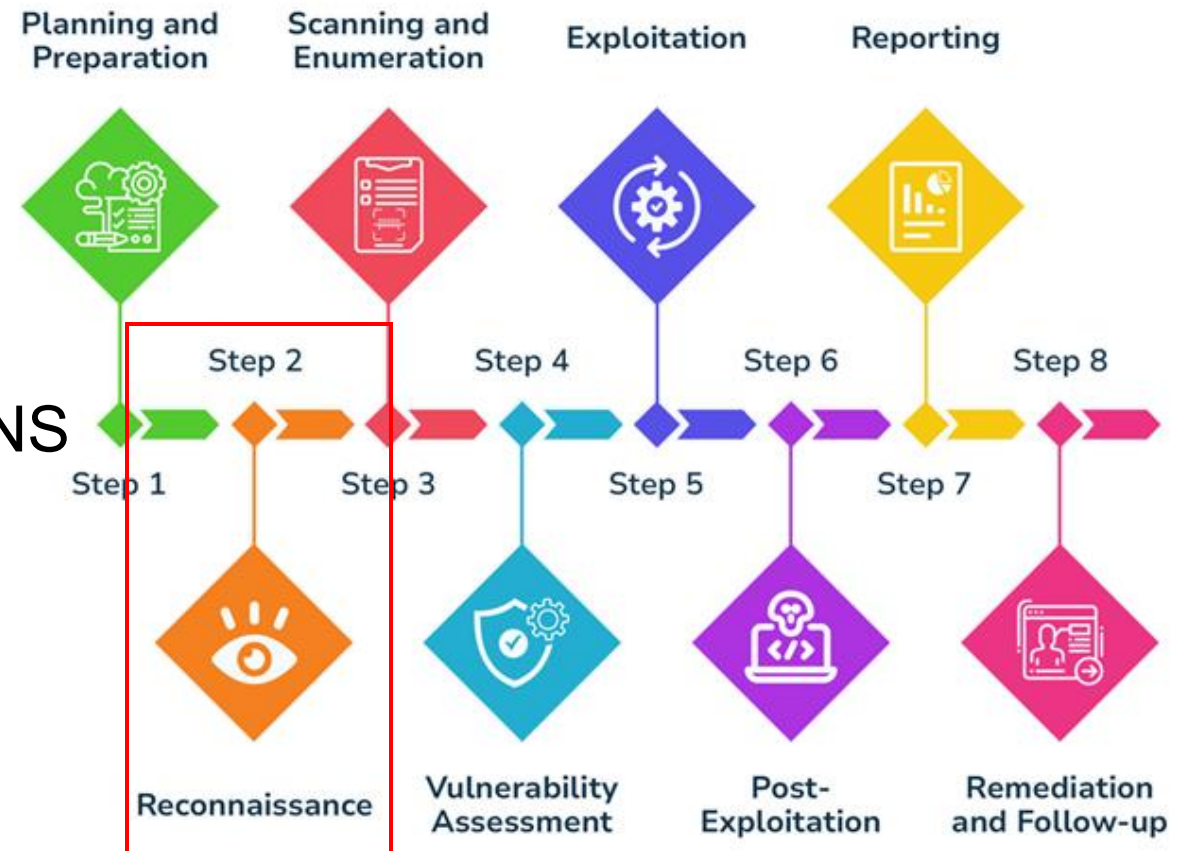 Planning and
Preparation
Scanning and
Enumeration
Exploitation
Reporting
Step 2
Step 4
Step 6
Step 8
NS
Step 1
Step 3
Step 5
Step 7
Reconnaissance
Vulnerability
Assessment
Post-
Exploitation
Remediation
and Follow-up